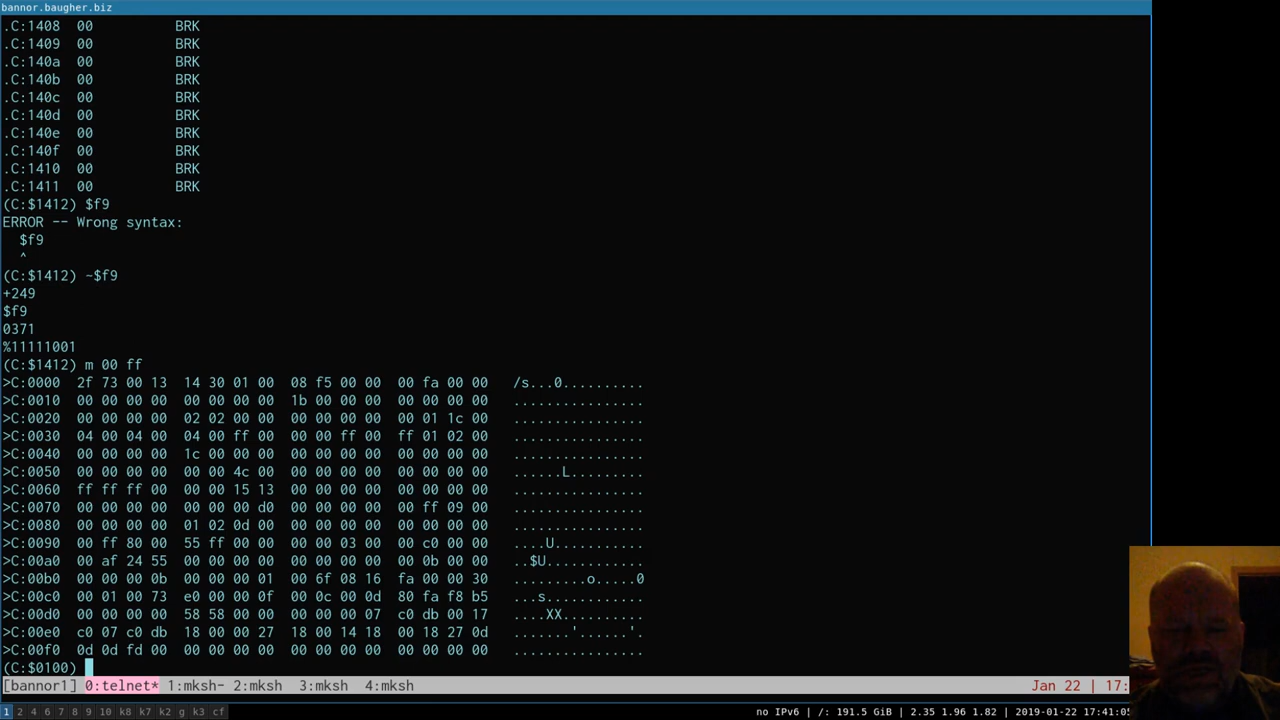 bannor.baugher.biz
.C:1408  00          BRK
.C:1409  00          BRK
.C:140a  00          BRK
.C:140b  00          BRK
.C:140c  00          BRK
.C:140d  00          BRK
.C:140e  00          BRK
.C:140f  00          BRK
.C:1410  00          BRK
.C:1411  00          BRK
(C:$1412) $f9
ERROR -- Wrong syntax:
  $f9
  ^
(C:$1412) ~$f9
+249
$f9
0371
%11111001
(C:$1412) m 00 ff
>C:0000  2f 73 00 13  14 30 01 00  08 f5 00 00  00 fa 00 00   /s...0..........
>C:0010  00 00 00 00  00 00 00 00  1b 00 00 00  00 00 00 00   ................
>C:0020  00 00 00 00  02 02 00 00  00 00 00 00  00 01 1c 00   ................
>C:0030  04 00 04 00  04 00 ff 00  00 00 ff 00  ff 01 02 00   ................
>C:0040  00 00 00 00  1c 00 00 00  00 00 00 00  00 00 00 00   ................
>C:0050  00 00 00 00  00 00 4c 00  00 00 00 00  00 00 00 00   ......L.........
>C:0060  ff ff ff 00  00 00 15 13  00 00 00 00  00 00 00 00   ................
>C:0070  00 00 00 00  00 00 00 d0  00 00 00 00  00 ff 09 00   ................
>C:0080  00 00 00 00  01 02 0d 00  00 00 00 00  00 00 00 00   ................
>C:0090  00 ff 80 00  55 ff 00 00  00 00 03 00  00 c0 00 00   ....U...........
>C:00a0  00 af 24 55  00 00 00 00  00 00 00 00  00 0b 00 00   ..$U............
>C:00b0  00 00 00 0b  00 00 00 01  00 6f 08 16  fa 00 00 30   .........o.....0
>C:00c0  00 01 00 73  e0 00 00 0f  00 0c 00 0d  80 fa f8 b5   ...s............
>C:00d0  00 00 00 00  58 58 00 00  00 00 00 07  c0 db 00 17   ....XX..........
>C:00e0  c0 07 c0 db  18 00 00 27  18 00 14 18  00 18 27 0d   .......'......'.
>C:00f0  0d 0d fd 00  00 00 00 00  00 00 00 00  00 00 00 00   ................
(C:$0100)
[bannor1] 0:telnet* 1:mksh- 2:mksh  3:mksh  4:mksh Jan 22 | 17:
1 2 3 4 5 6 7 8 9 10 k8 k7 k2 g k3 cf no IPv6 | /: 191.5 GiB | 2.35 1.96 1.82 | 2019-01-22 17:41:05